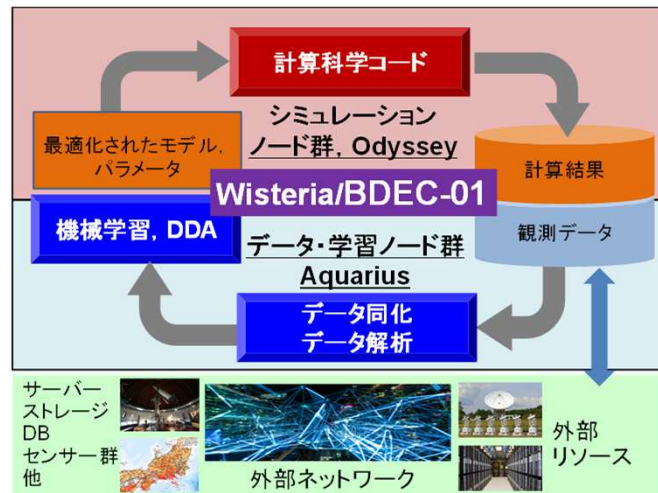 計算科学コード
シミュレーション
ノード群, Odyssey
最適化されたモデル,
パラメータ
計算結果
Wisteria/BDEC-01
機械学習, DDA
データ・学習ノード群
Aquarius
観測データ
データ同化
データ解析
サーバー
ストレージ
DB
センサー群
他
外部ネットワーク
外部
リソース